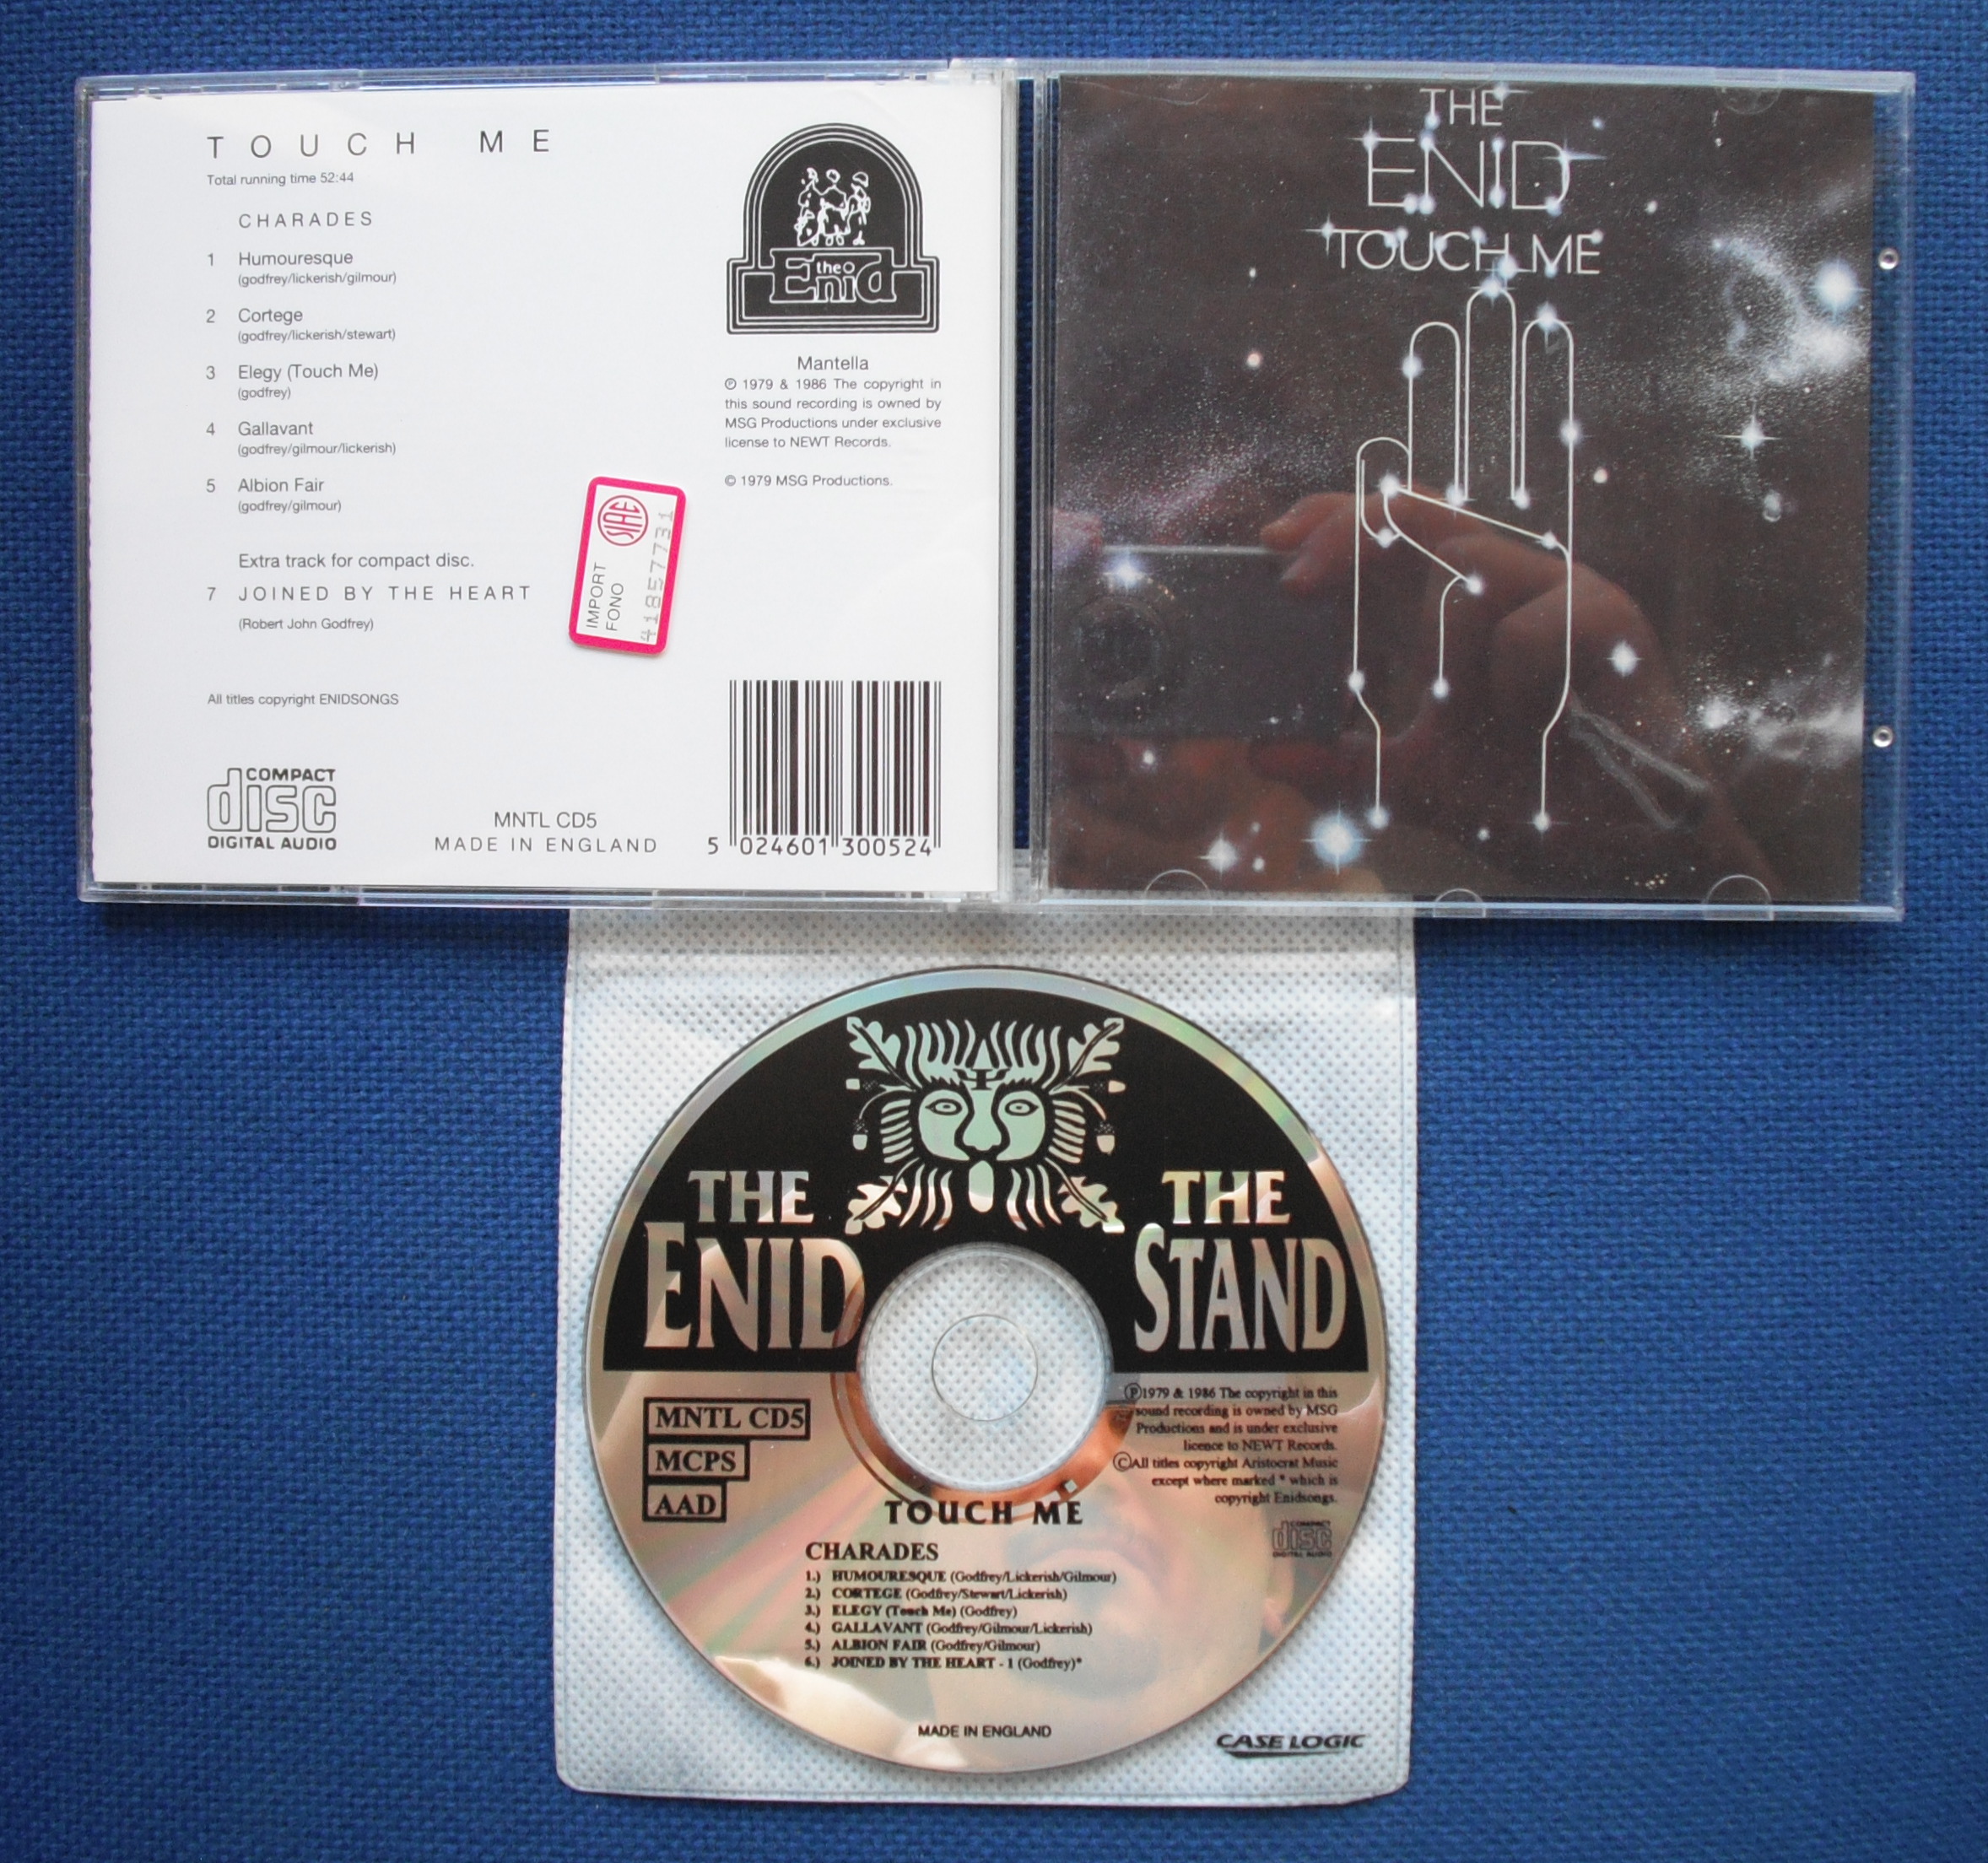 TOUCH ME
Total running time 52:44
CHARADES
1 Humouresque
(godfrey/lickerish/gilmour)
2 Cortege
(godfrey/lickerish/stewart)
3 Elegy (Touch Me)
(godfrey)
4 Gallavant
(godfrey/gilmour/lickerish)
5 Albion Fair
(godfrey/gilmour)
Extra track for compact disc.
7 JOINED BY THE HEART
(Robert John Godfrey)
All titles copyright ENIDSONGS
COMPACT
disc
DIGITAL AUDIO
MNTL CD5
MADE IN ENGLAND
SIAE
IMPORT
FONO
41857731
the
Enid
Mantella
℗ 1979 & 1986 The copyright in
this sound recording is owned by
MSG Productions under exclusive
license to NEWT Records.
© 1979 MSG Productions.
5 024601 300524
THE
ENID
TOUCH ME
THE
ENID
THE
STAND
MNTL CD5
MCPS
AAD
℗1979 & 1986 The copyright in this
sound recording is owned by MSG
Productions and is under exclusive
licence to NEWT Records.
©All titles copyright Aristocrat Music
except where marked * which is
copyright Enidsongs.
COMPACT
disc
DIGITAL AUDIO
TOUCH ME
CHARADES
1.) HUMOURESQUE (Godfrey/Lickerish/Gilmour)
2.) CORTEGE (Godfrey/Stewart/Lickerish)
3.) ELEGY (Touch Me) (Godfrey)
4.) GALLAVANT (Godfrey/Gilmour/Lickerish)
5.) ALBION FAIR (Godfrey/Gilmour)
6.) JOINED BY THE HEART - 1 (Godfrey)*
MADE IN ENGLAND
CASE LOGIC